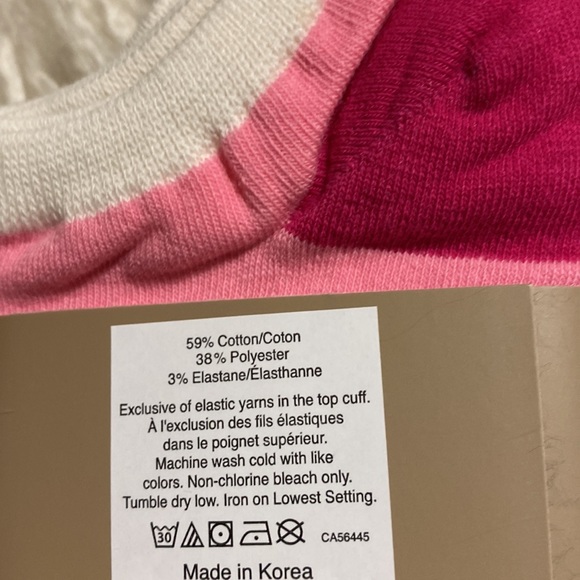 59% Cotton/Coton
38% Polyester
3% Elastane/Élasthanne
Exclusive of elastic yarns in the top cuff.
À l'exclusion des fils élastiques
dans le poignet supérieur.
Machine wash cold with like
colors. Non-chlorine bleach only.
Tumble dry low. Iron on Lowest Setting.
30 CA56445
Made in Korea